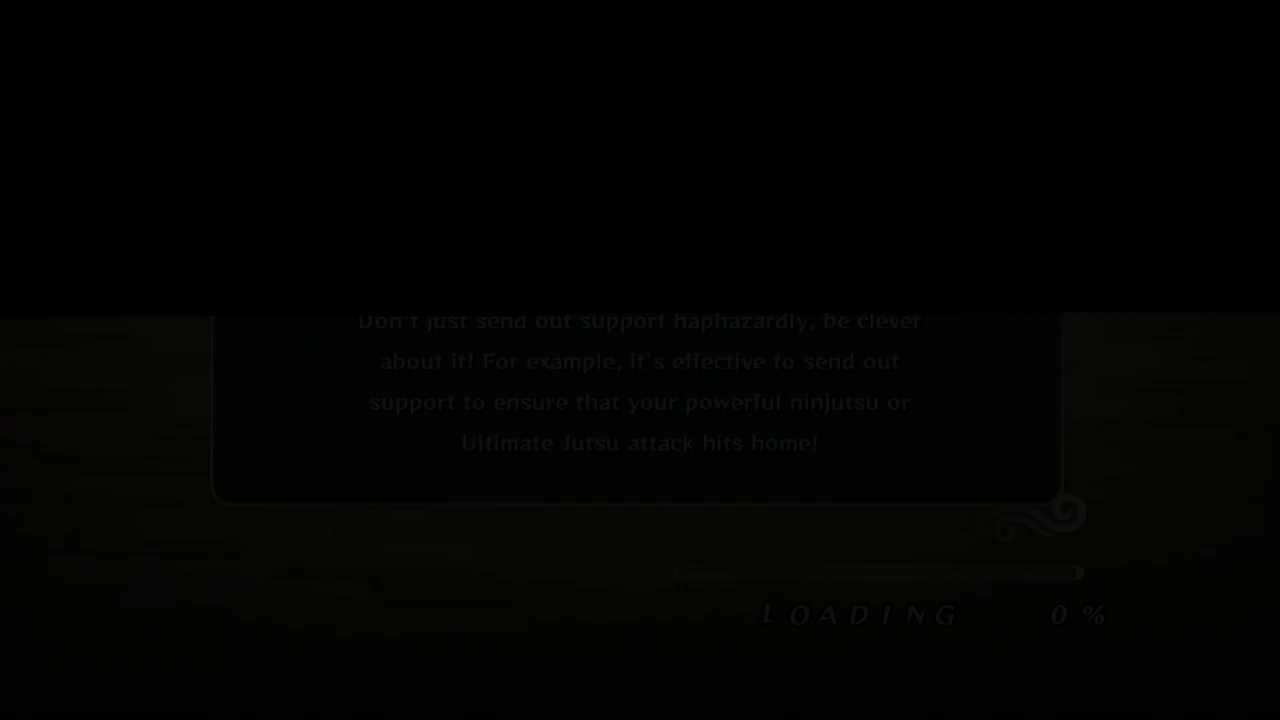 Don't just send out support haphazardly, be clever
about it! For example, it's effective to send out
support to ensure that your powerful ninjutsu or
Ultimate Jutsu attack hits home!
LOADING 0%